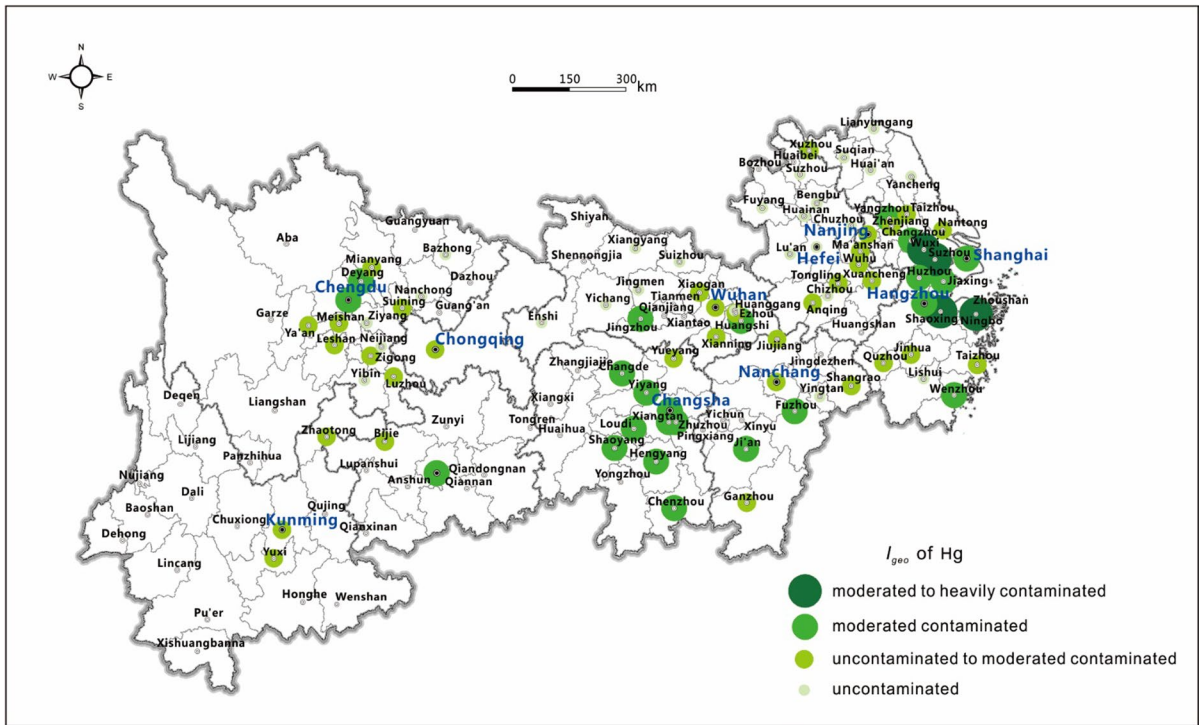 N
W E
S
0 150 300
km
Lianyungang
Xuzhou
Huaibei
Suqian
Bozhou
Suzhou
Huai'an
Yancheng
Fuyang
Bengbu
Huainan
Chuzhou
Yangzhou
Taizhou
Zhenjiang
Nantong
Nanjing
Changzhou
Wuxi
Lu'an
Ma'anshan
Suzhou
Shanghai
Hefei
Wuhu
Huzhou
Jiaxing
Tongling
Xuancheng
Chizhou
Hangzhou
Zhoushan
Anqing
Shaoxing
Ningbo
Huangshan
Jinhua
Quzhou
Taizhou
Lishui
Wenzhou
Shiyan
Xiangyang
Shennongjia
Suizhou
Jingmen
Xiaogan
Yichang
Tianmen
Wuhan
Qianjiang
Huanggang
Ezhou
Enshi
Jingzhou
Xiantao
Huangshi
Xianning
Jiujiang
Yueyang
Jingdezhen
Zhangjiajie
Changde
Nanchang
Shangrao
Yiyang
Yingtan
Changsha
Fuzhou
Xiangxi
Yichun
Loudi
Xiangtan
Zhuzhou
Xinyu
Huaihua
Pingxiang
Shaoyang
Ji'an
Hengyang
Yongzhou
Chenzhou
Ganzhou
Guangyuan
Aba
Bazhong
Mianyang
Deyang
Dazhou
Chengdu
Nanchong
Suining
Guang'an
Garze
Meishan
Ziyang
Ya'an
Leshan
Neijiang
Chongqing
Zigong
Yibin
Luzhou
Deqen
Liangshan
Zunyi
Tongren
Zhaotong
Bijie
Lijiang
Panzhihua
Lupanshui
Nujiang
Qiandongnan
Anshun
Qiannan
Dali
Baoshan
Qujing
Chuxiong
Kunming
Qianxinan
Dehong
Yuxi
Lincang
Honghe
Wenshan
Pu'er
Xishuangbanna
Igeo of Hg
moderated to heavily contaminated
moderated contaminated
uncontaminated to moderated contaminated
uncontaminated